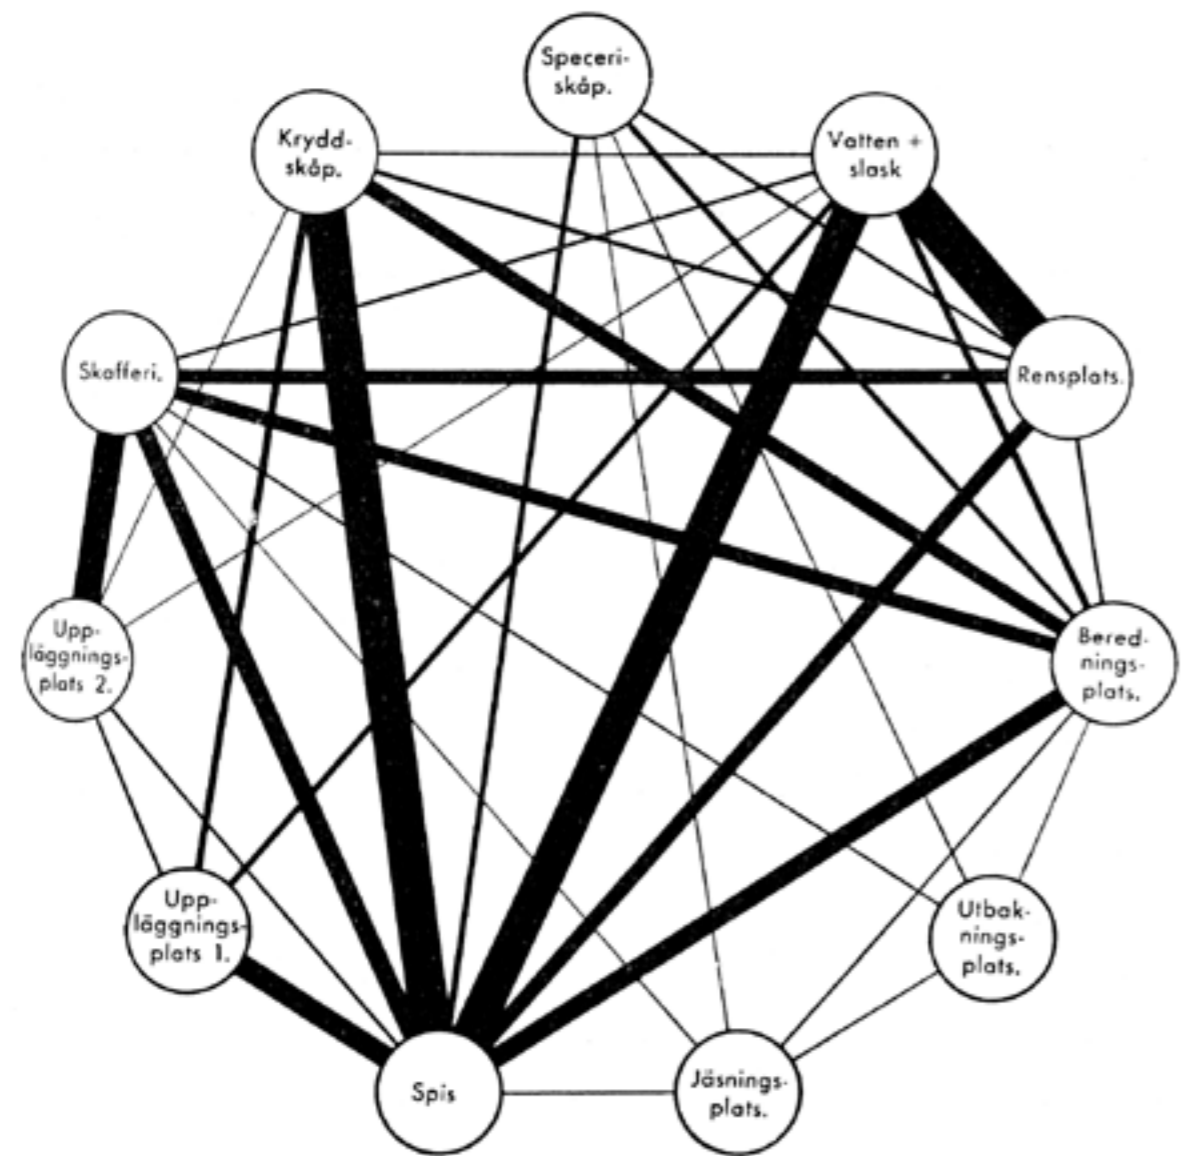 Speceri-
skåp.
Krydd-
skåp.
Vatten +
slask
Skafferi.
Rensplats.
Upp-
läggnings-
plats 2.
Bered-
nings-
plats.
Upp-
läggnings-
plats 1.
Utbak-
nings-
plats.
Spis
Jäsnings-
plats.